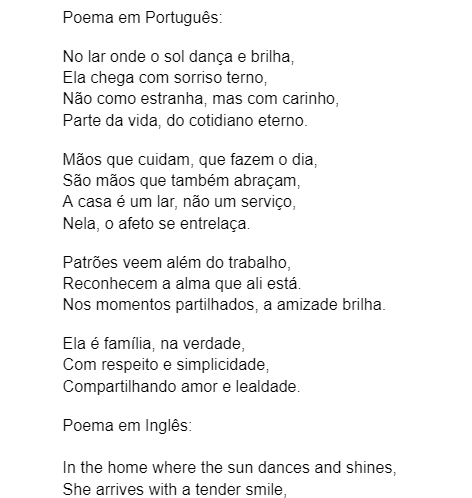 Poema em Português:
No lar onde o sol dança e brilha,
Ela chega com sorriso terno,
Não como estranha, mas com carinho,
Parte da vida, do cotidiano eterno.
Mãos que cuidam, que fazem o dia,
São mãos que também abraçam,
A casa é um lar, não um serviço,
Nela, o afeto se entrelaça.
Patrões veem além do trabalho,
Reconhecem a alma que ali está.
Nos momentos partilhados, a amizade brilha.
Ela é família, na verdade,
Com respeito e simplicidade,
Compartilhando amor e lealdade.
Poema em Inglês:
In the home where the sun dances and shines,
She arrives with a tender smile,